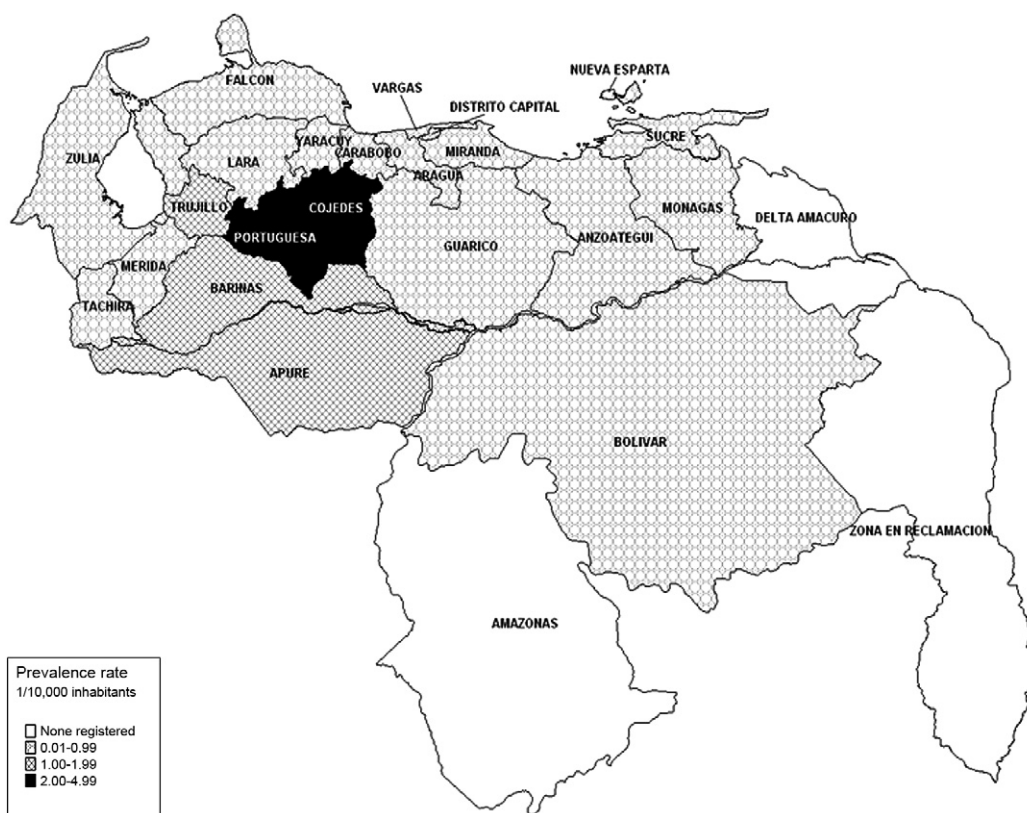 NUEVA ESPARTA
FALCON
VARGAS
DISTRITO CAPITAL
SUCRE
YARACUY
CARABOBO
MIRANDA
ZULIA
LARA
ARAGUA
TRUJILLO
COJEDES
MONAGAS
DELTA AMACURO
PORTUGUESA
GUARICO
ANZOATEGUI
MERIDA
BARINAS
TACHIRA
APURE
BOLIVAR
ZONA EN RECLAMACION
AMAZONAS
Prevalence rate
1/10,000 inhabitants
None registered
0.01-0.99
1.00-1.99
2.00-4.99